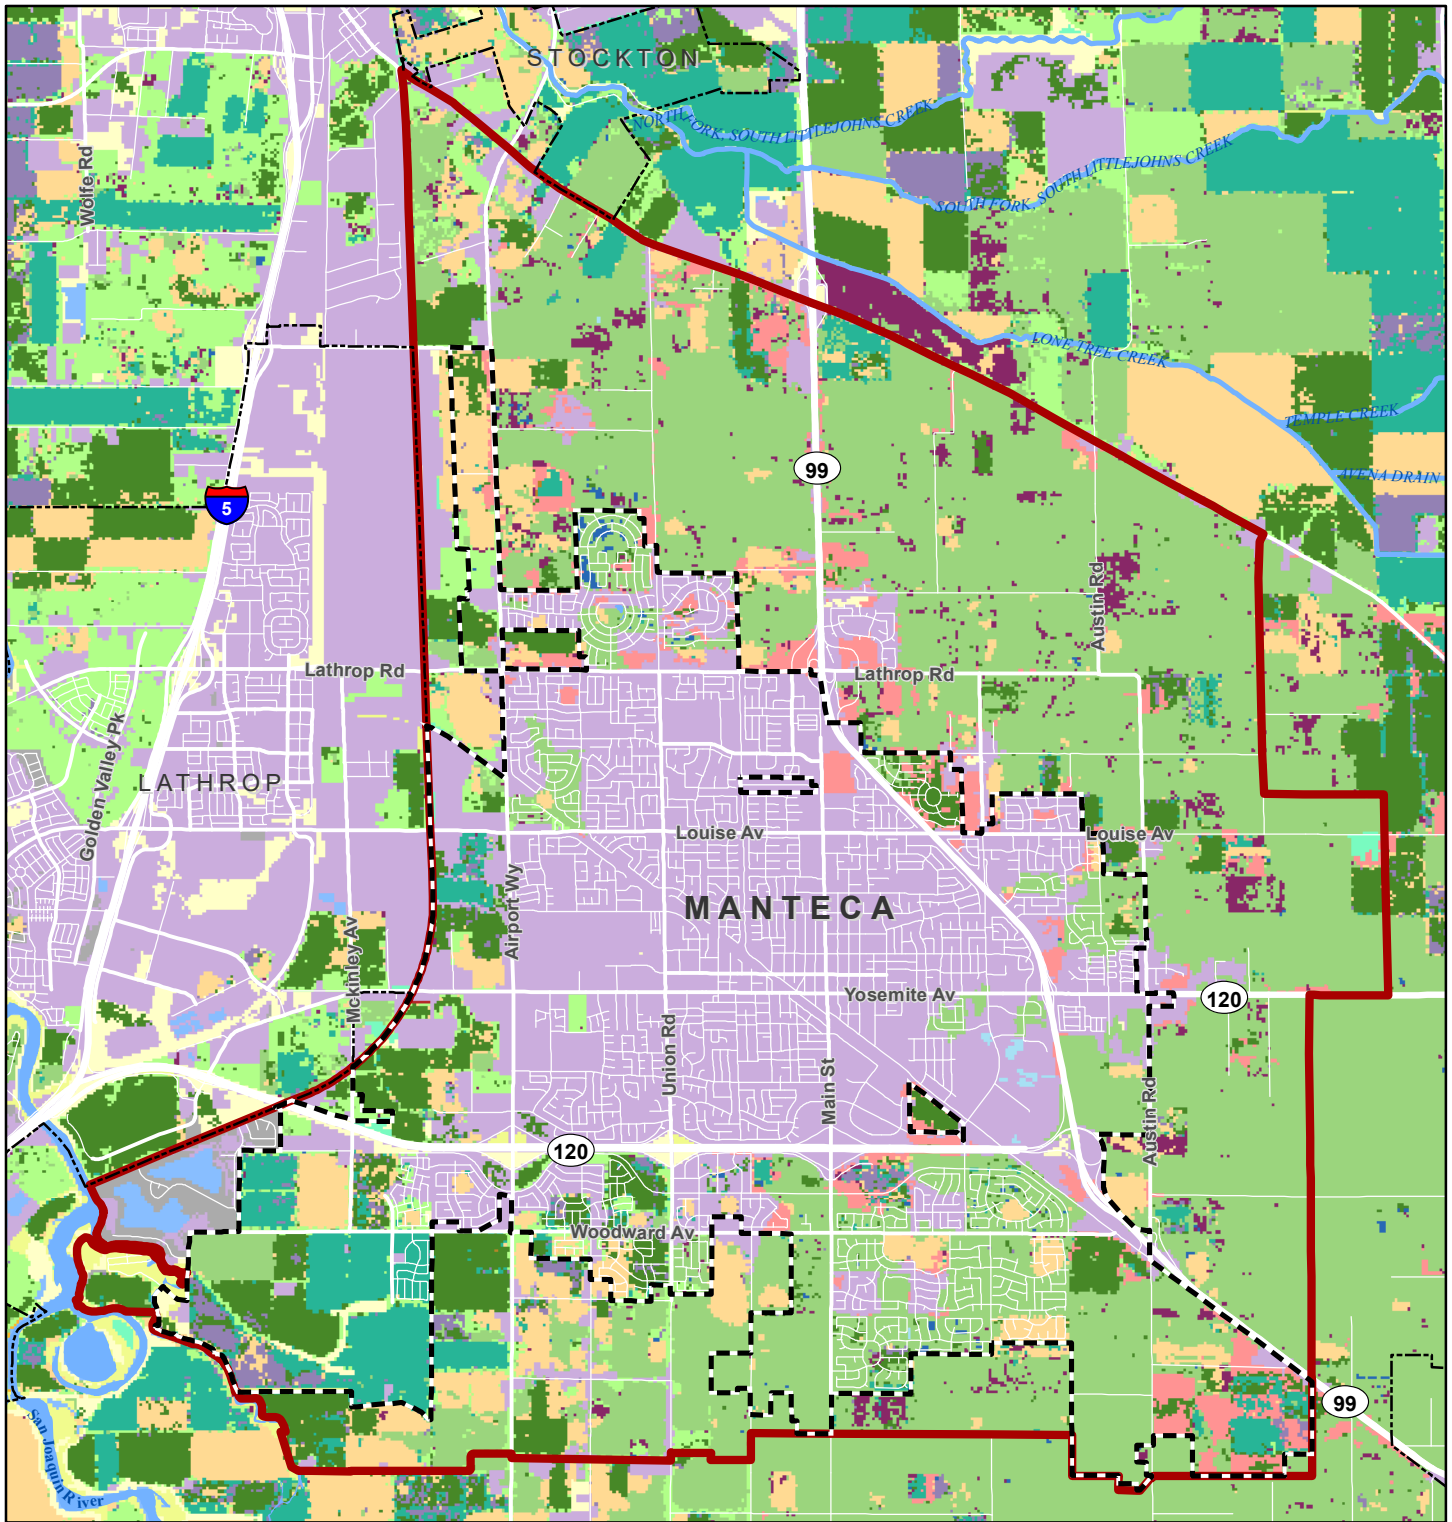 STOCKTON
NORTH FORK, SOUTH LITTLEJOHNS CREEK
Wolfe Rd
SOUTH FORK, SOUTH LITTLEJOHNS CREEK
LONE TREE CREEK
TEMPLE CREEK
99
AVENA DRAIN
5
Austin Rd
Lathrop Rd
Lathrop Rd
Golden Valley Pk
LATHROP
Louise Av
Louise Av
MANTECA
Airport Wy
Mckinley Av
Yosemite Av
120
Union Rd
Main St
Austin Rd
120
Woodward Av
99
San Joaquin River